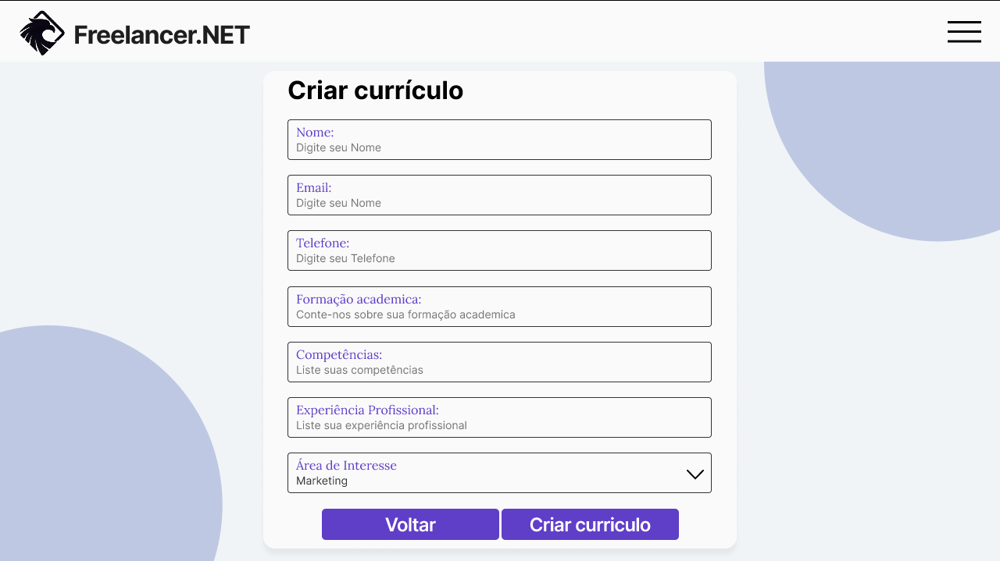 Freelancer.NET
Criar currículo
Nome:
Digite seu Nome
Email:
Digite seu Nome
Telefone:
Digite seu Telefone
Formação academica:
Conte-nos sobre sua formação academica
Competências:
Liste suas competências
Experiência Profissional:
Liste sua experiência profissional
Área de Interesse
Marketing
Voltar
Criar curriculo